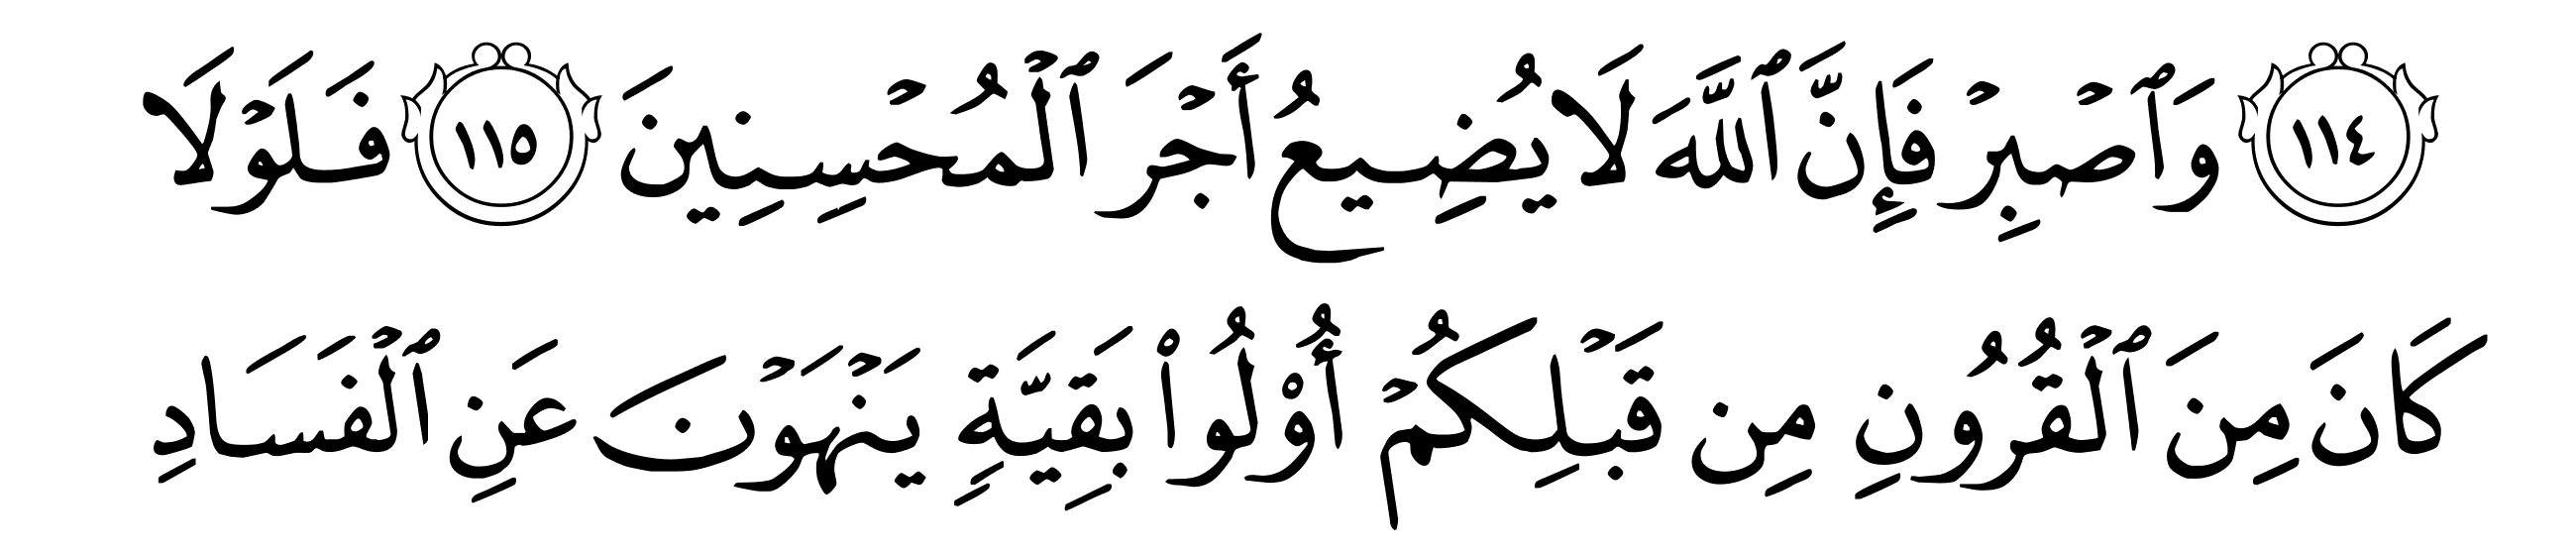 ١١٤ وَٱصۡبِرۡ فَإِنَّ ٱللَّهَ لَا يُضِيعُ أَجۡرَ ٱلۡمُحۡسِنِينَ ١١٥ فَلَوۡلَا
كَانَ مِنَ ٱلۡقُرُونِ مِن قَبۡلِكُمۡ أُوْلُواْ بَقِيَّةٖ يَنۡهَوۡنَ عَنِ ٱلۡفَسَادِ